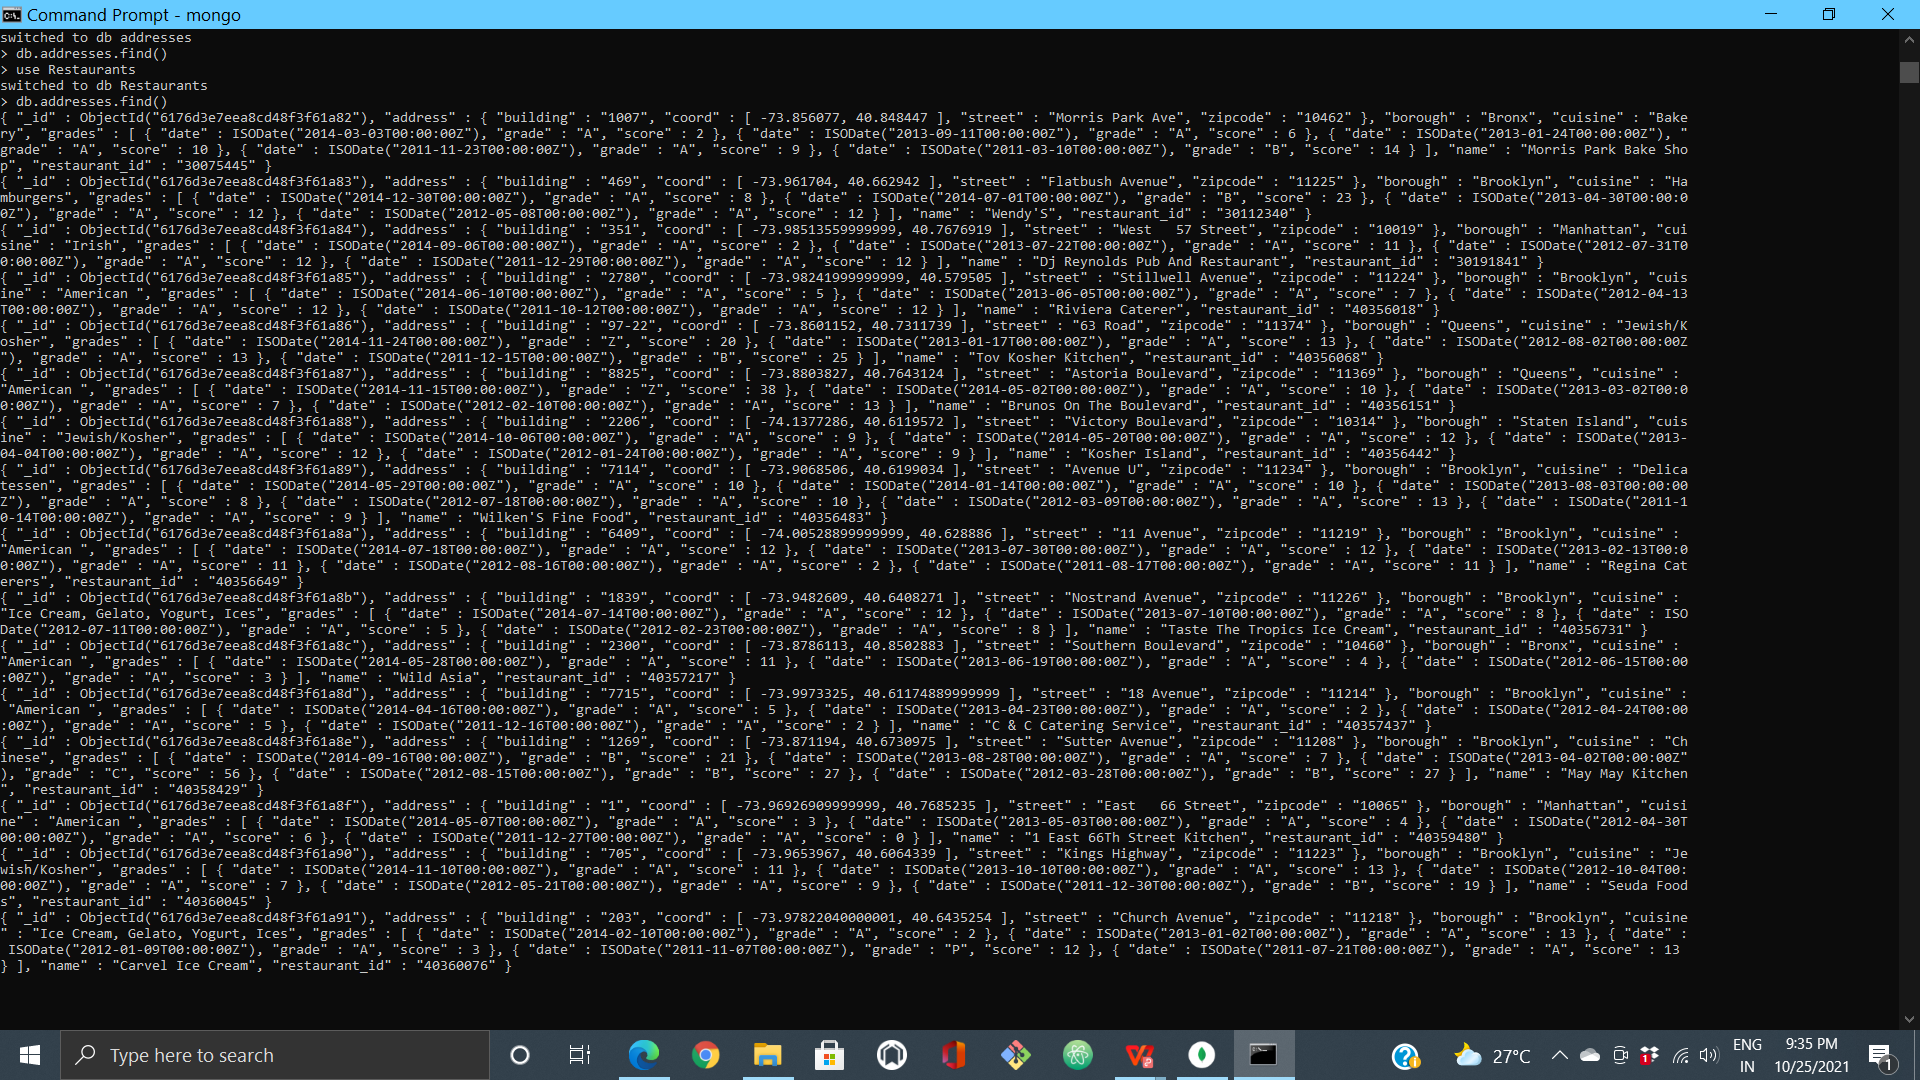 Command Prompt - mongo
switched to db addresses
> db.addresses.find()
> use Restaurants
switched to db Restaurants
> db.addresses.find()
{ "_id" : ObjectId("6176d3e7eea8cd48f3f61a82"), "address" : { "building" : "1007", "coord" : [ -73.856077, 40.848447 ], "street" : "Morris Park Ave", "zipcode" : "10462" }, "borough" : "Bronx", "cuisine" : "Bake
ry", "grades" : [ { "date" : ISODate("2014-03-03T00:00:00Z"), "grade" : "A", "score" : 2 }, { "date" : ISODate("2013-09-11T00:00:00Z"), "grade" : "A", "score" : 6 }, { "date" : ISODate("2013-01-24T00:00:00Z"), "
grade" : "A", "score" : 10 }, { "date" : ISODate("2011-11-23T00:00:00Z"), "grade" : "A", "score" : 9 }, { "date" : ISODate("2011-03-10T00:00:00Z"), "grade" : "B", "score" : 14 } ], "name" : "Morris Park Bake Sho
p", "restaurant_id" : "30075445" }
{ "_id" : ObjectId("6176d3e7eea8cd48f3f61a83"), "address" : { "building" : "469", "coord" : [ -73.961704, 40.662942 ], "street" : "Flatbush Avenue", "zipcode" : "11225" }, "borough" : "Brooklyn", "cuisine" : "Ha
mburgers", "grades" : [ { "date" : ISODate("2014-12-30T00:00:00Z"), "grade" : "A", "score" : 8 }, { "date" : ISODate("2014-07-01T00:00:00Z"), "grade" : "B", "score" : 23 }, { "date" : ISODate("2013-04-30T00:00:0
0Z"), "grade" : "A", "score" : 12 }, { "date" : ISODate("2012-05-08T00:00:00Z"), "grade" : "A", "score" : 12 } ], "name" : "Wendy'S", "restaurant_id" : "30112340" }
{ "_id" : ObjectId("6176d3e7eea8cd48f3f61a84"), "address" : { "building" : "351", "coord" : [ -73.98513559999999, 40.7676919 ], "street" : "West   57 Street", "zipcode" : "10019" }, "borough" : "Manhattan", "cui
sine" : "Irish", "grades" : [ { "date" : ISODate("2014-09-06T00:00:00Z"), "grade" : "A", "score" : 2 }, { "date" : ISODate("2013-07-22T00:00:00Z"), "grade" : "A", "score" : 11 }, { "date" : ISODate("2012-07-31T0
0:00:00Z"), "grade" : "A", "score" : 12 }, { "date" : ISODate("2011-12-29T00:00:00Z"), "grade" : "A", "score" : 12 } ], "name" : "Dj Reynolds Pub And Restaurant", "restaurant_id" : "30191841" }
{ "_id" : ObjectId("6176d3e7eea8cd48f3f61a85"), "address" : { "building" : "2780", "coord" : [ -73.98241999999999, 40.579505 ], "street" : "Stillwell Avenue", "zipcode" : "11224" }, "borough" : "Brooklyn", "cuis
ine" : "American ", "grades" : [ { "date" : ISODate("2014-06-10T00:00:00Z"), "grade" : "A", "score" : 5 }, { "date" : ISODate("2013-06-05T00:00:00Z"), "grade" : "A", "score" : 7 }, { "date" : ISODate("2012-04-13
T00:00:00Z"), "grade" : "A", "score" : 12 }, { "date" : ISODate("2011-10-12T00:00:00Z"), "grade" : "A", "score" : 12 } ], "name" : "Riviera Caterer", "restaurant_id" : "40356018" }
{ "_id" : ObjectId("6176d3e7eea8cd48f3f61a86"), "address" : { "building" : "97-22", "coord" : [ -73.8601152, 40.7311739 ], "street" : "63 Road", "zipcode" : "11374" }, "borough" : "Queens", "cuisine" : "Jewish/K
osher", "grades" : [ { "date" : ISODate("2014-11-24T00:00:00Z"), "grade" : "Z", "score" : 20 }, { "date" : ISODate("2013-01-17T00:00:00Z"), "grade" : "A", "score" : 13 }, { "date" : ISODate("2012-08-02T00:00:00Z
"), "grade" : "A", "score" : 13 }, { "date" : ISODate("2011-12-15T00:00:00Z"), "grade" : "B", "score" : 25 } ], "name" : "Tov Kosher Kitchen", "restaurant_id" : "40356068" }
{ "_id" : ObjectId("6176d3e7eea8cd48f3f61a87"), "address" : { "building" : "8825", "coord" : [ -73.8803827, 40.7643124 ], "street" : "Astoria Boulevard", "zipcode" : "11369" }, "borough" : "Queens", "cuisine" :
"American ", "grades" : [ { "date" : ISODate("2014-11-15T00:00:00Z"), "grade" : "Z", "score" : 38 }, { "date" : ISODate("2014-05-02T00:00:00Z"), "grade" : "A", "score" : 10 }, { "date" : ISODate("2013-03-02T00:0
0:00Z"), "grade" : "A", "score" : 7 }, { "date" : ISODate("2012-02-10T00:00:00Z"), "grade" : "A", "score" : 13 } ], "name" : "Brunos On The Boulevard", "restaurant_id" : "40356151" }
{ "_id" : ObjectId("6176d3e7eea8cd48f3f61a88"), "address" : { "building" : "2206", "coord" : [ -74.1377286, 40.6119572 ], "street" : "Victory Boulevard", "zipcode" : "10314" }, "borough" : "Staten Island", "cuis
ine" : "Jewish/Kosher", "grades" : [ { "date" : ISODate("2014-10-06T00:00:00Z"), "grade" : "A", "score" : 9 }, { "date" : ISODate("2014-05-20T00:00:00Z"), "grade" : "A", "score" : 12 }, { "date" : ISODate("2013-
04-04T00:00:00Z"), "grade" : "A", "score" : 12 }, { "date" : ISODate("2012-01-24T00:00:00Z"), "grade" : "A", "score" : 9 } ], "name" : "Kosher Island", "restaurant_id" : "40356442" }
{ "_id" : ObjectId("6176d3e7eea8cd48f3f61a89"), "address" : { "building" : "7114", "coord" : [ -73.9068506, 40.6199034 ], "street" : "Avenue U", "zipcode" : "11234" }, "borough" : "Brooklyn", "cuisine" : "Delica
tessen", "grades" : [ { "date" : ISODate("2014-05-29T00:00:00Z"), "grade" : "A", "score" : 10 }, { "date" : ISODate("2014-01-14T00:00:00Z"), "grade" : "A", "score" : 10 }, { "date" : ISODate("2013-08-03T00:00:00
Z"), "grade" : "A", "score" : 8 }, { "date" : ISODate("2012-07-18T00:00:00Z"), "grade" : "A", "score" : 10 }, { "date" : ISODate("2012-03-09T00:00:00Z"), "grade" : "A", "score" : 13 }, { "date" : ISODate("2011-1
0-14T00:00:00Z"), "grade" : "A", "score" : 9 } ], "name" : "Wilken'S Fine Food", "restaurant_id" : "40356483" }
{ "_id" : ObjectId("6176d3e7eea8cd48f3f61a8a"), "address" : { "building" : "6409", "coord" : [ -74.00528899999999, 40.628886 ], "street" : "11 Avenue", "zipcode" : "11219" }, "borough" : "Brooklyn", "cuisine" :
"American ", "grades" : [ { "date" : ISODate("2014-07-18T00:00:00Z"), "grade" : "A", "score" : 12 }, { "date" : ISODate("2013-07-30T00:00:00Z"), "grade" : "A", "score" : 12 }, { "date" : ISODate("2013-02-13T00:0
0:00Z"), "grade" : "A", "score" : 11 }, { "date" : ISODate("2012-08-16T00:00:00Z"), "grade" : "A", "score" : 2 }, { "date" : ISODate("2011-08-17T00:00:00Z"), "grade" : "A", "score" : 11 } ], "name" : "Regina Cat
erers", "restaurant_id" : "40356649" }
{ "_id" : ObjectId("6176d3e7eea8cd48f3f61a8b"), "address" : { "building" : "1839", "coord" : [ -73.9482609, 40.6408271 ], "street" : "Nostrand Avenue", "zipcode" : "11226" }, "borough" : "Brooklyn", "cuisine" :
"Ice Cream, Gelato, Yogurt, Ices", "grades" : [ { "date" : ISODate("2014-07-14T00:00:00Z"), "grade" : "A", "score" : 12 }, { "date" : ISODate("2013-07-10T00:00:00Z"), "grade" : "A", "score" : 8 }, { "date" : ISO
Date("2012-07-11T00:00:00Z"), "grade" : "A", "score" : 5 }, { "date" : ISODate("2012-02-23T00:00:00Z"), "grade" : "A", "score" : 8 } ], "name" : "Taste The Tropics Ice Cream", "restaurant_id" : "40356731" }
{ "_id" : ObjectId("6176d3e7eea8cd48f3f61a8c"), "address" : { "building" : "2300", "coord" : [ -73.8786113, 40.8502883 ], "street" : "Southern Boulevard", "zipcode" : "10460" }, "borough" : "Bronx", "cuisine" :
"American ", "grades" : [ { "date" : ISODate("2014-05-28T00:00:00Z"), "grade" : "A", "score" : 11 }, { "date" : ISODate("2013-06-19T00:00:00Z"), "grade" : "A", "score" : 4 }, { "date" : ISODate("2012-06-15T00:00
:00Z"), "grade" : "A", "score" : 3 } ], "name" : "Wild Asia", "restaurant_id" : "40357217" }
{ "_id" : ObjectId("6176d3e7eea8cd48f3f61a8d"), "address" : { "building" : "7715", "coord" : [ -73.9973325, 40.61174889999999 ], "street" : "18 Avenue", "zipcode" : "11214" }, "borough" : "Brooklyn", "cuisine" :
 "American ", "grades" : [ { "date" : ISODate("2014-04-16T00:00:00Z"), "grade" : "A", "score" : 5 }, { "date" : ISODate("2013-04-23T00:00:00Z"), "grade" : "A", "score" : 2 }, { "date" : ISODate("2012-04-24T00:00
:00Z"), "grade" : "A", "score" : 5 }, { "date" : ISODate("2011-12-16T00:00:00Z"), "grade" : "A", "score" : 2 } ], "name" : "C & C Catering Service", "restaurant_id" : "40357437" }
{ "_id" : ObjectId("6176d3e7eea8cd48f3f61a8e"), "address" : { "building" : "1269", "coord" : [ -73.871194, 40.6730975 ], "street" : "Sutter Avenue", "zipcode" : "11208" }, "borough" : "Brooklyn", "cuisine" : "Ch
inese", "grades" : [ { "date" : ISODate("2014-09-16T00:00:00Z"), "grade" : "B", "score" : 21 }, { "date" : ISODate("2013-08-28T00:00:00Z"), "grade" : "A", "score" : 7 }, { "date" : ISODate("2013-04-02T00:00:00Z"
), "grade" : "C", "score" : 56 }, { "date" : ISODate("2012-08-15T00:00:00Z"), "grade" : "B", "score" : 27 }, { "date" : ISODate("2012-03-28T00:00:00Z"), "grade" : "B", "score" : 27 } ], "name" : "May May Kitchen
", "restaurant_id" : "40358429" }
{ "_id" : ObjectId("6176d3e7eea8cd48f3f61a8f"), "address" : { "building" : "1", "coord" : [ -73.96926909999999, 40.7685235 ], "street" : "East   66 Street", "zipcode" : "10065" }, "borough" : "Manhattan", "cuisi
ne" : "American ", "grades" : [ { "date" : ISODate("2014-05-07T00:00:00Z"), "grade" : "A", "score" : 3 }, { "date" : ISODate("2013-05-03T00:00:00Z"), "grade" : "A", "score" : 4 }, { "date" : ISODate("2012-04-30T
00:00:00Z"), "grade" : "A", "score" : 6 }, { "date" : ISODate("2011-12-27T00:00:00Z"), "grade" : "A", "score" : 0 } ], "name" : "1 East 66Th Street Kitchen", "restaurant_id" : "40359480" }
{ "_id" : ObjectId("6176d3e7eea8cd48f3f61a90"), "address" : { "building" : "705", "coord" : [ -73.9653967, 40.6064339 ], "street" : "Kings Highway", "zipcode" : "11223" }, "borough" : "Brooklyn", "cuisine" : "Je
wish/Kosher", "grades" : [ { "date" : ISODate("2014-11-10T00:00:00Z"), "grade" : "A", "score" : 11 }, { "date" : ISODate("2013-10-10T00:00:00Z"), "grade" : "A", "score" : 13 }, { "date" : ISODate("2012-10-04T00:
00:00Z"), "grade" : "A", "score" : 7 }, { "date" : ISODate("2012-05-21T00:00:00Z"), "grade" : "A", "score" : 9 }, { "date" : ISODate("2011-12-30T00:00:00Z"), "grade" : "B", "score" : 19 } ], "name" : "Seuda Food
s", "restaurant_id" : "40360045" }
{ "_id" : ObjectId("6176d3e7eea8cd48f3f61a91"), "address" : { "building" : "203", "coord" : [ -73.97822040000001, 40.6435254 ], "street" : "Church Avenue", "zipcode" : "11218" }, "borough" : "Brooklyn", "cuisine
" : "Ice Cream, Gelato, Yogurt, Ices", "grades" : [ { "date" : ISODate("2014-02-10T00:00:00Z"), "grade" : "A", "score" : 2 }, { "date" : ISODate("2013-01-02T00:00:00Z"), "grade" : "A", "score" : 13 }, { "date" :
 ISODate("2012-01-09T00:00:00Z"), "grade" : "A", "score" : 3 }, { "date" : ISODate("2011-11-07T00:00:00Z"), "grade" : "P", "score" : 12 }, { "date" : ISODate("2011-07-21T00:00:00Z"), "grade" : "A", "score" : 13
} ], "name" : "Carvel Ice Cream", "restaurant_id" : "40360076" }
Type here to search
27°C
ENG
IN
9:35 PM
10/25/2021
1
1